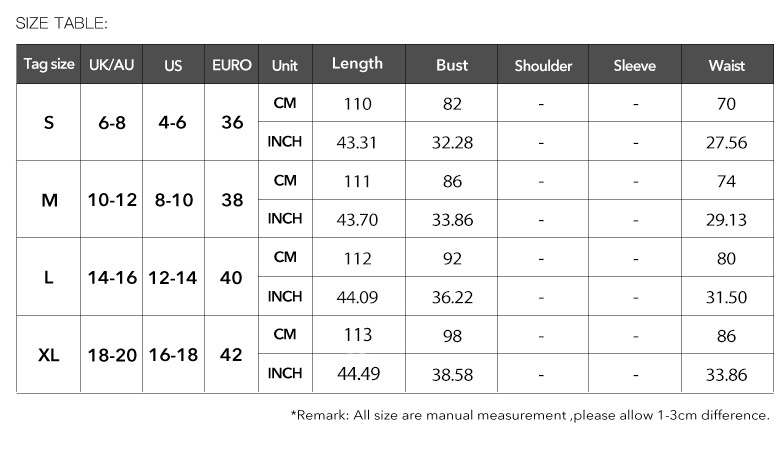 SIZE TABLE:
Tag size UK/AU US EURO Unit Length Bust Shoulder Sleeve Waist
S 6-8 4-6 36 CM 110 82 - - 70
INCH 43.31 32.28 - - 27.56
M 10-12 8-10 38 CM 111 86 - - 74
INCH 43.70 33.86 - - 29.13
L 14-16 12-14 40 CM 112 92 - - 80
INCH 44.09 36.22 - - 31.50
XL 18-20 16-18 42 CM 113 98 - - 86
INCH 44.49 38.58 - - 33.86
*Remark: All size are manual measurement ,please allow 1-3cm difference.